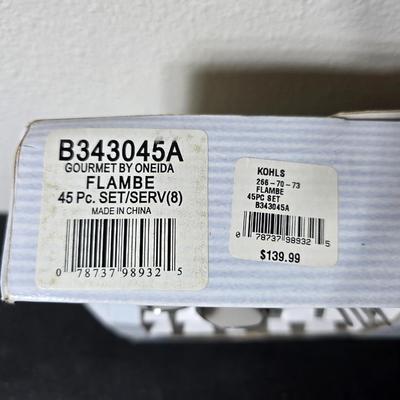 B343045A
GOURMET BY ONEIDA
FLAMBE
45 Pc. SET/SERV(8)
MADE IN CHINA
0 78737 98932 5
KOHLS
266-70-73
FLAMBE
45PC SET
B343045A
0 78737 98932 5
$139.99